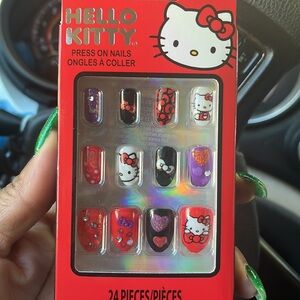 HELLO
KITTY
PRESS ON NAILS
ONGLES À COLLER
24 PIECES/PIÈCES